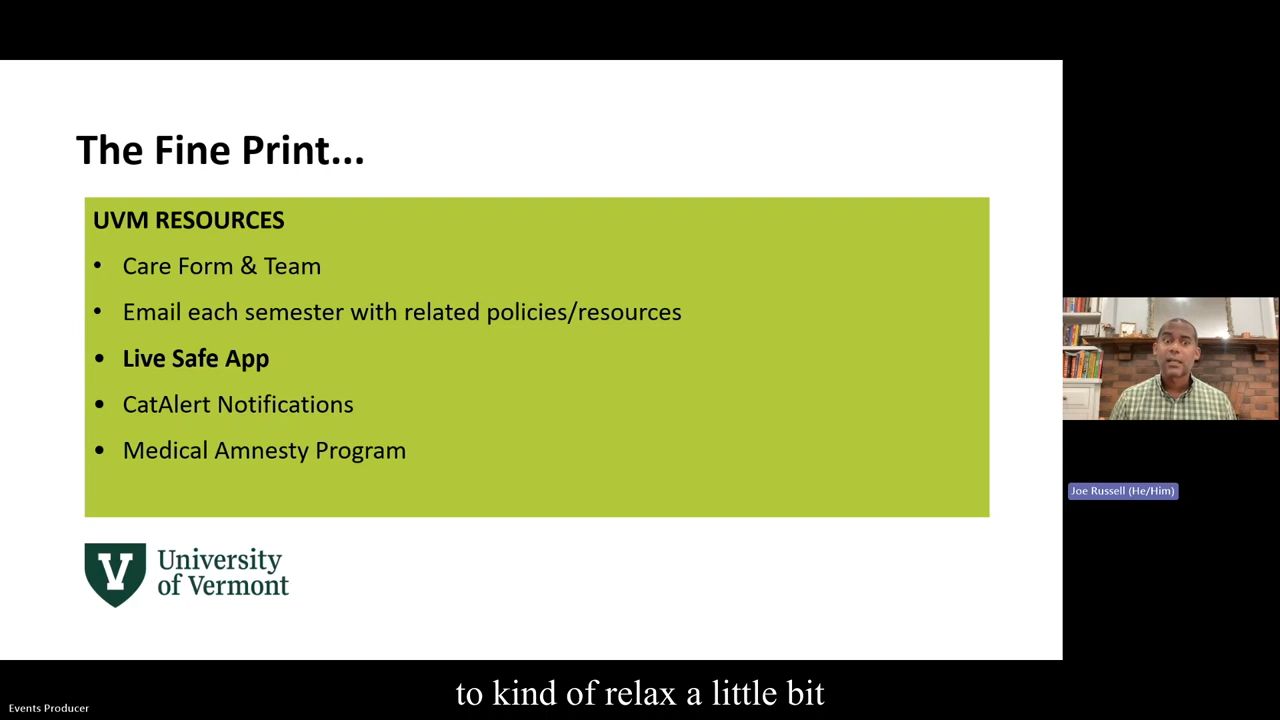 The Fine Print...
UVM RESOURCES
• Care Form & Team
• Email each semester with related policies/resources
• Live Safe App
• CatAlert Notifications
• Medical Amnesty Program
V
University
of Vermont
Joe Russell (He/Him)
to kind of relax a little bit
Events Producer